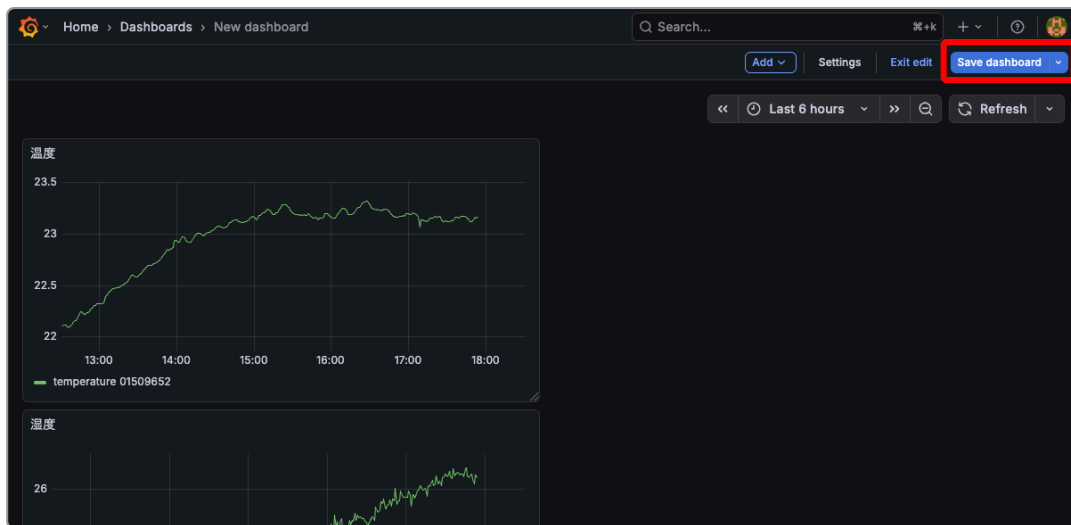 Home › Dashboards › New dashboard
Search... ⌘+k
Add Settings Exit edit Save dashboard
Last 6 hours Refresh
温度
23.5
23
22.5
22
13:00 14:00 15:00 16:00 17:00 18:00
temperature 01509652
湿度
26